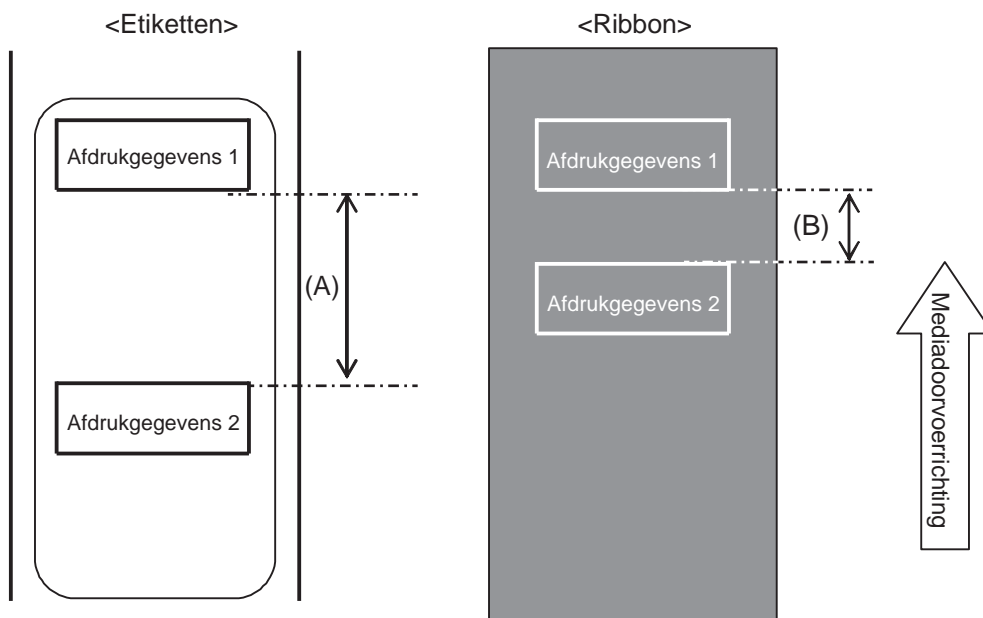 <Etiketten>
<Ribbon>
Afdrukgegevens 1
Afdrukgegevens 1
(A)
(B)
Afdrukgegevens 2
Afdrukgegevens 2
Mediadoorvoerrichting